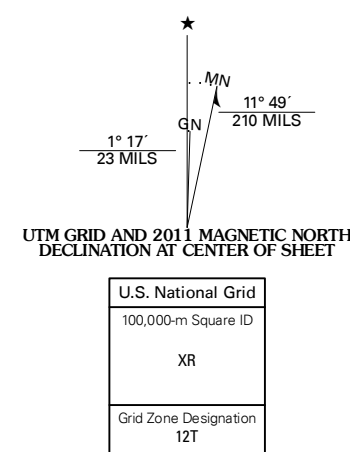 ★
MN
GN
11° 49´
210 MILS
1° 17´
23 MILS
UTM GRID AND 2011 MAGNETIC NORTH
DECLINATION AT CENTER OF SHEET
U.S. National Grid
100,000-m Square ID
XR
Grid Zone Designation
12T